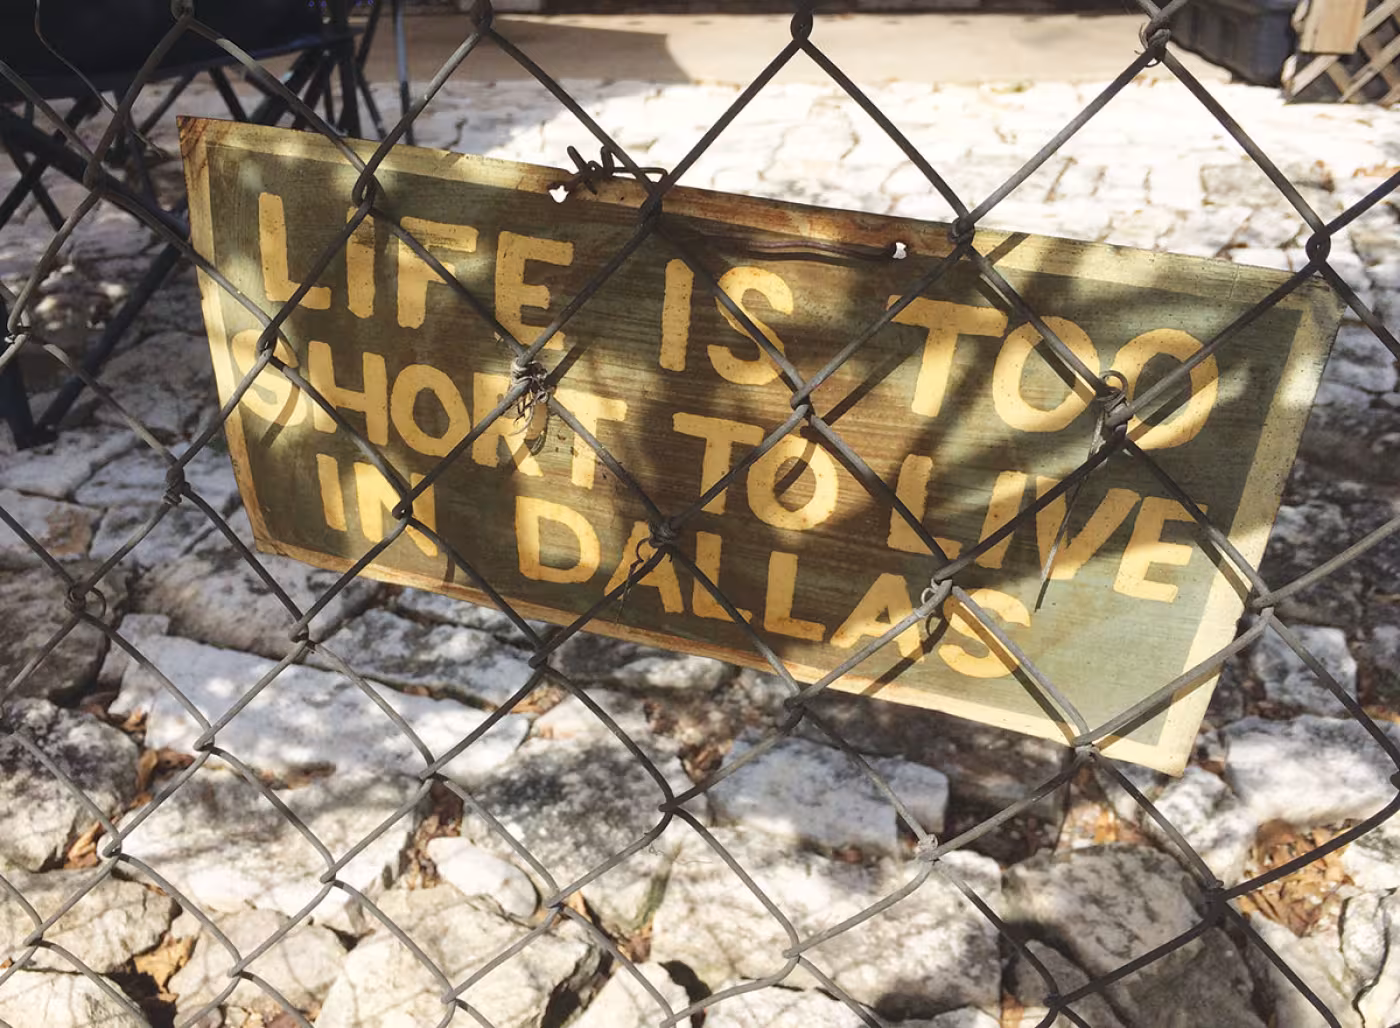 LIFE IS TOO
SHORT TO LIVE
IN DALLAS